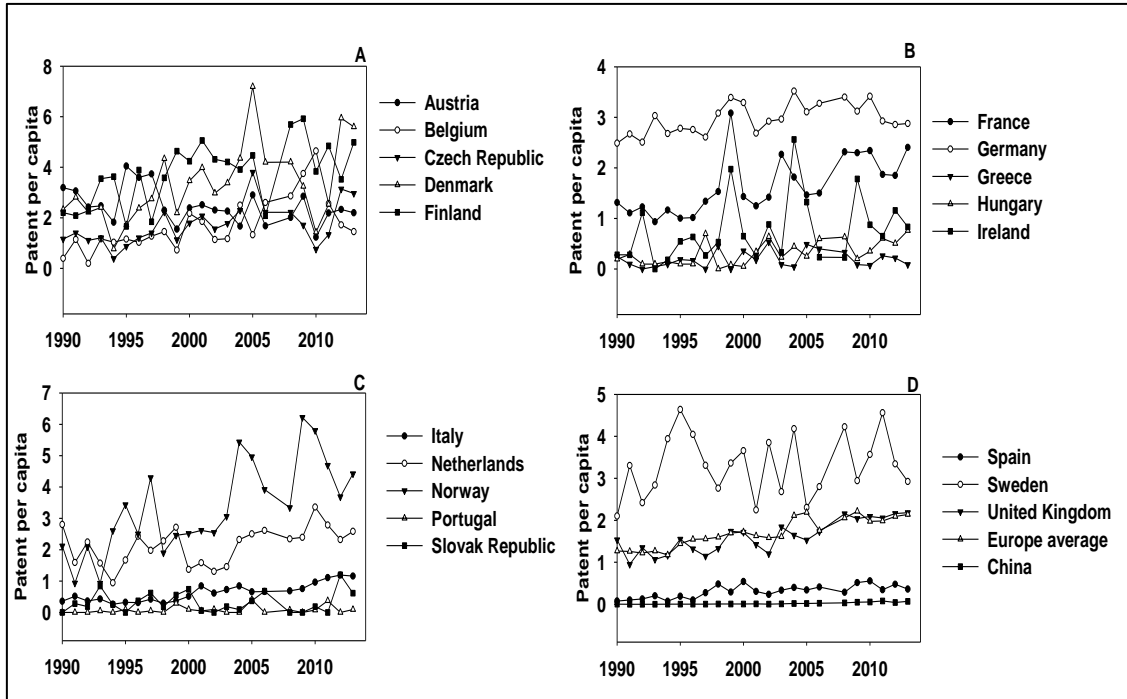 A
Patent per capita
8
6
4
2
0
1990 1995 2000 2005 2010
Austria
Belgium
Czech Republic
Denmark
Finland
B
Patent per capita
4
3
2
1
0
1990 1995 2000 2005 2010
France
Germany
Greece
Hungary
Ireland
C
Patent per capita
7
6
5
4
3
2
1
0
1990 1995 2000 2005 2010
Italy
Netherlands
Norway
Portugal
Slovak Republic
D
Patent per capita
5
4
3
2
1
0
1990 1995 2000 2005 2010
Spain
Sweden
United Kingdom
Europe average
China